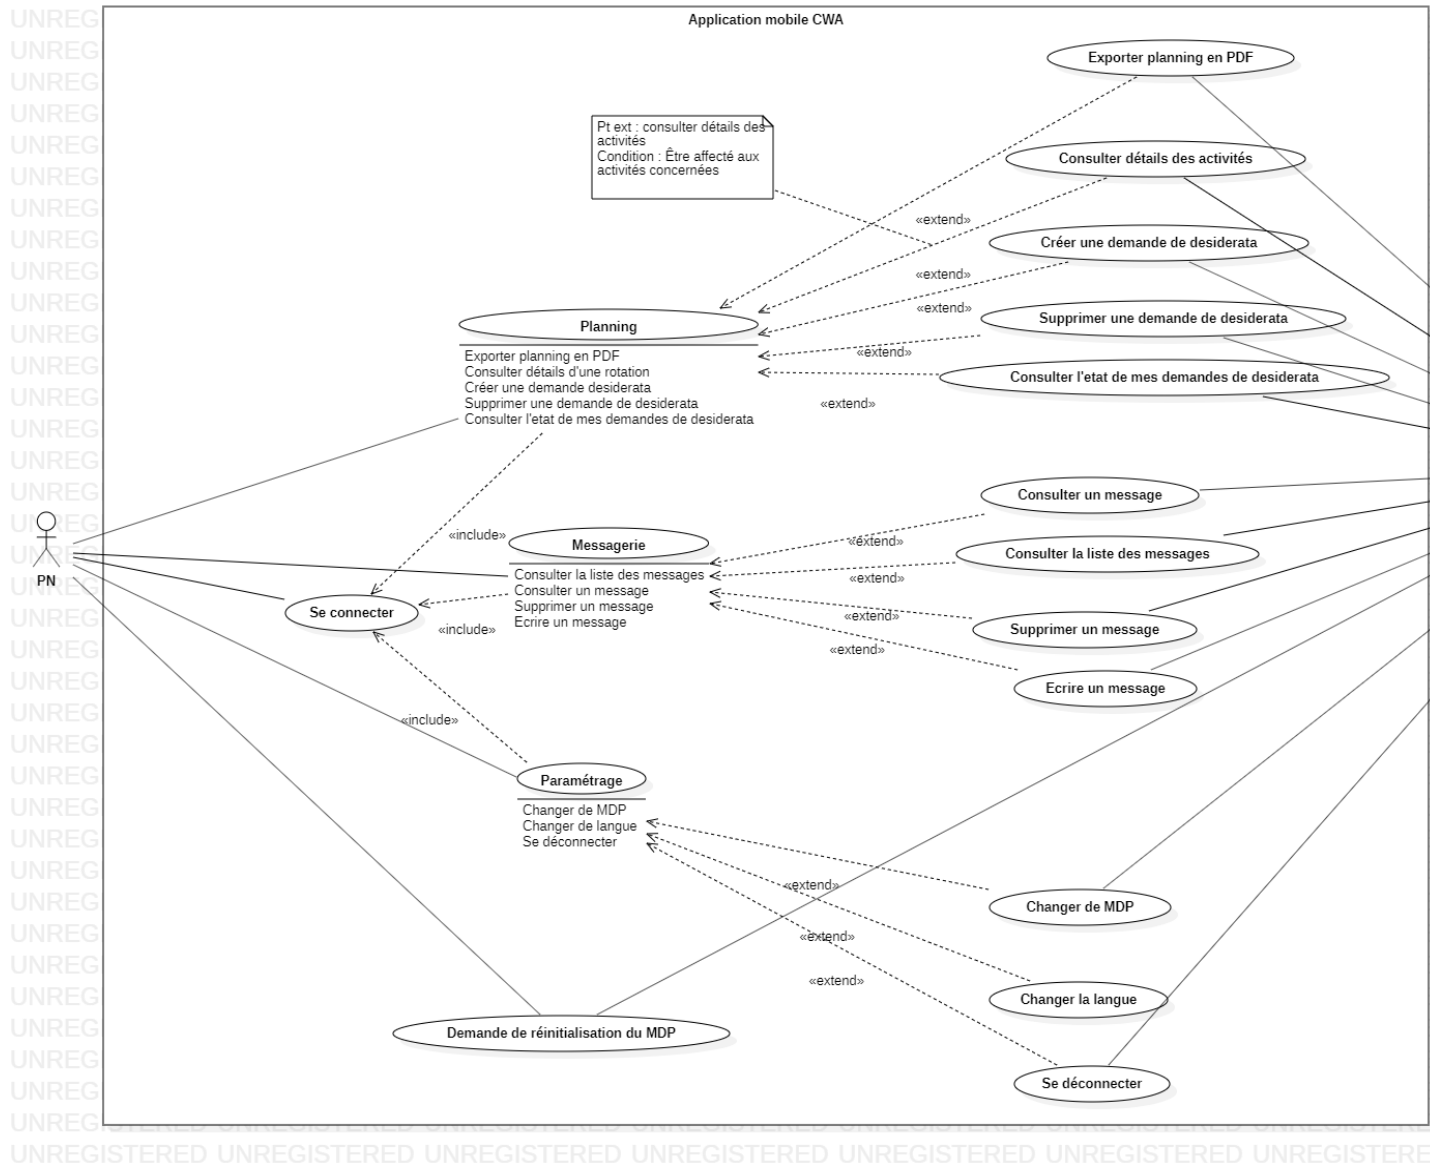 Application mobile CWA
Exporter planning en PDF
Pt ext : consulter détails des
activités
Condition : Être affecté aux
activités concernées
Consulter détails des activités
«extend»
Créer une demande de desiderata
«extend»
«extend»
Supprimer une demande de desiderata
Planning
Exporter planning en PDF
Consulter détails d'une rotation
Créer une demande desiderata
Supprimer une demande de desiderata
Consulter l'etat de mes demandes de desiderata
«extend»
Consulter l'etat de mes demandes de desiderata
«extend»
Consulter un message
«include»
Messagerie
Consulter la liste des messages
Consulter un message
Supprimer un message
Ecrire un message
«extend»
Consulter la liste des messages
«extend»
PN
Se connecter
«include»
«extend»
Supprimer un message
«extend»
Ecrire un message
«include»
Paramétrage
Changer de MDP
Changer de langue
Se déconnecter
«extend»
Changer de MDP
«extend»
«extend»
Changer la langue
Demande de réinitialisation du MDP
Se déconnecter
UNREGISTERED UNREGISTERED UNREGISTERED UNREGISTERED UNREGISTERED UNREGISTERED UNREGISTERE